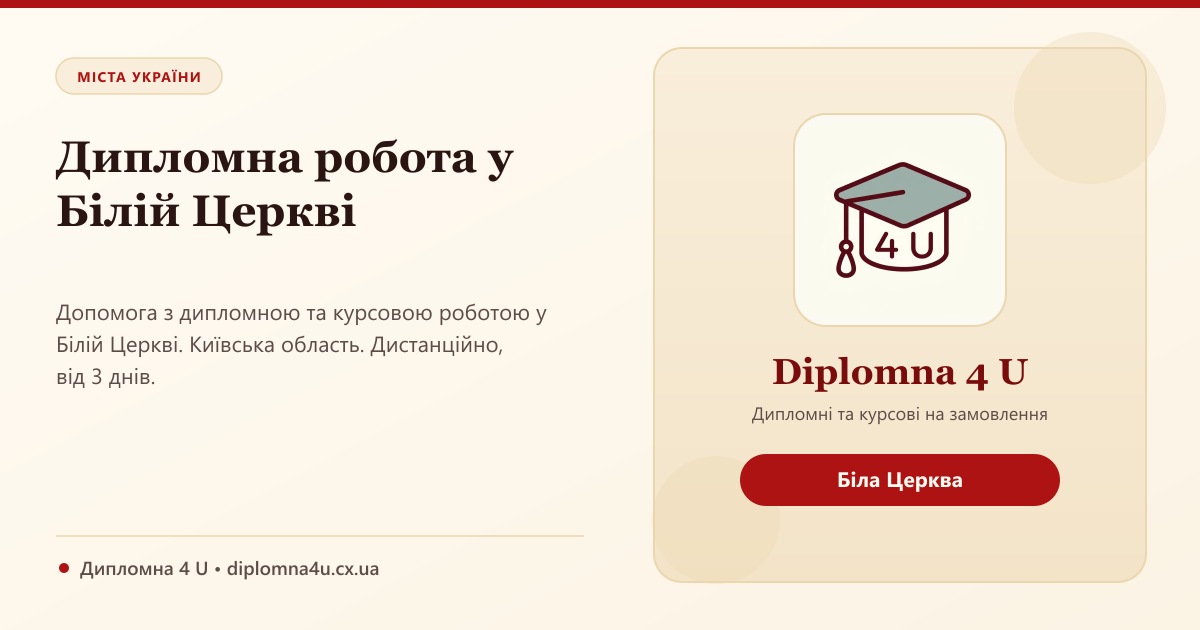 МІСТА УКРАЇНИ
Дипломна робота у
Білій Церкві
Допомога з дипломною та курсовою роботою у
Білій Церкві. Київська область. Дистанційно,
від 3 днів.
Дипломна 4 U • diplomna4u.cx.ua
4 U
Diplomna 4 U
Дипломні та курсові на замовлення
Біла Церква